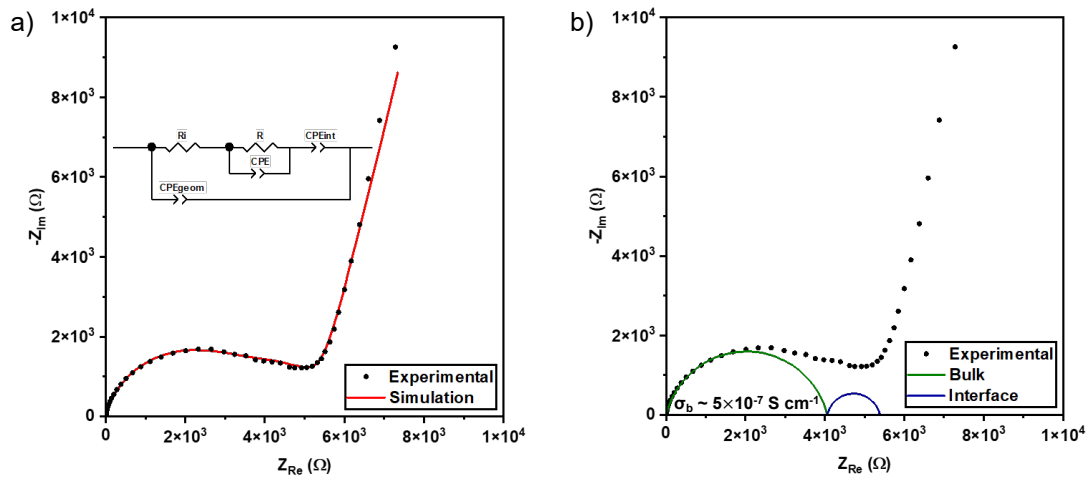 a)
1×10⁴
8×10³
6×10³
4×10³
2×10³
0
-Z_Im (Ω)
Ri
R
CPEint
CPE
CPEgeom
Experimental
Simulation
0
2×10³
4×10³
6×10³
8×10³
1×10⁴
Z_Re (Ω)
b)
1×10⁴
8×10³
6×10³
4×10³
2×10³
0
-Z_Im (Ω)
Experimental
Bulk
Interface
σ_b ~ 5×10⁻⁷ S cm⁻¹
0
2×10³
4×10³
6×10³
8×10³
1×10⁴
Z_Re (Ω)